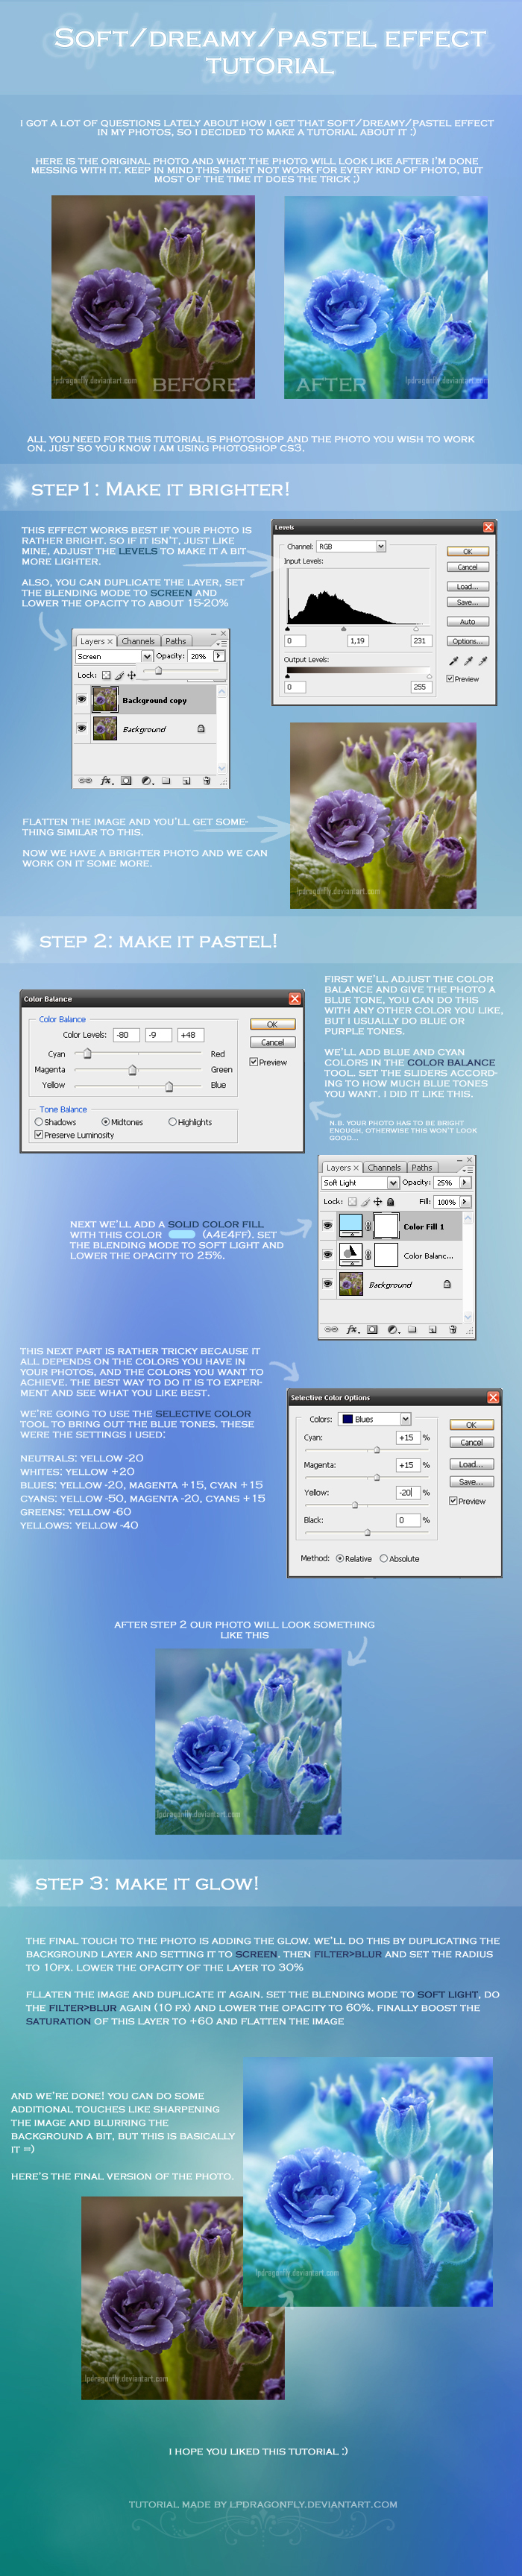 SOFT/DREAMY/PASTEL EFFECT
TUTORIAL
I GOT A LOT OF QUESTIONS LATELY ABOUT HOW I GET THAT SOFT/DREAMY/PASTEL EFFECT
IN MY PHOTOS, SO I DECIDED TO MAKE A TUTORIAL ABOUT IT :)
HERE IS THE ORIGINAL PHOTO AND WHAT THE PHOTO WILL LOOK LIKE AFTER I'M DONE
MESSING WITH IT. KEEP IN MIND THIS MIGHT NOT WORK FOR EVERY KIND OF PHOTO, BUT
MOST OF THE TIME IT DOES THE TRICK ;)
lpdragonfly.deviantart.com
BEFORE
AFTER
lpdragonfly.deviantart.com
ALL YOU NEED FOR THIS TUTORIAL IS PHOTOSHOP AND THE PHOTO YOU WISH TO WORK
ON. JUST SO YOU KNOW I AM USING PHOTOSHOP CS3.
STEP1: MAKE IT BRIGHTER!
THIS EFFECT WORKS BEST IF YOUR PHOTO IS
RATHER BRIGHT. SO IF IT ISN'T, JUST LIKE
MINE, ADJUST THE LEVELS TO MAKE IT A BIT
MORE LIGHTER.
ALSO, YOU CAN DUPLICATE THE LAYER, SET
THE BLENDING MODE TO SCREEN AND
LOWER THE OPACITY TO ABOUT 15-20%
Levels
Channel: RGB
Input Levels:
0 1,19 231
Output Levels:
0 255
OK
Cancel
Load...
Save...
Auto
Options...
Preview
Layers × Channels Paths
Screen Opacity: 20%
Lock:
Background copy
Background
FLATTEN THE IMAGE AND YOU'LL GET SOME-
THING SIMILAR TO THIS.
NOW WE HAVE A BRIGHTER PHOTO AND WE CAN
WORK ON IT SOME MORE.
lpdragonfly.deviantart.com
STEP 2: MAKE IT PASTEL!
FIRST WE'LL ADJUST THE COLOR
BALANCE AND GIVE THE PHOTO A
BLUE TONE, YOU CAN DO THIS
WITH ANY OTHER COLOR YOU LIKE,
BUT I USUALLY DO BLUE OR
PURPLE TONES.
WE'LL ADD BLUE AND CYAN
COLORS IN THE COLOR BALANCE
TOOL. SET THE SLIDERS ACCORD-
ING TO HOW MUCH BLUE TONES
YOU WANT. I DID IT LIKE THIS.
N.B. YOUR PHOTO HAS TO BE BRIGHT
ENOUGH, OTHERWISE THIS WON'T LOOK
GOOD...
Color Balance
Color Balance
Color Levels: -80 -9 +48
Cyan Red
Magenta Green
Yellow Blue
Tone Balance
Shadows Midtones Highlights
Preserve Luminosity
OK
Cancel
Preview
Layers × Channels Paths
Soft Light Opacity: 25%
Lock: Fill: 100%
Color Fill 1
Color Balanc...
Background
NEXT WE'LL ADD A SOLID COLOR FILL
WITH THIS COLOR (A4E4FF). SET
THE BLENDING MODE TO SOFT LIGHT AND
LOWER THE OPACITY TO 25%.
THIS NEXT PART IS RATHER TRICKY BECAUSE IT
ALL DEPENDS ON THE COLORS YOU HAVE IN
YOUR PHOTOS, AND THE COLORS YOU WANT TO
ACHIEVE. THE BEST WAY TO DO IT IS TO EXPERI-
MENT AND SEE WHAT YOU LIKE BEST.
WE'RE GOING TO USE THE SELECTIVE COLOR
TOOL TO BRING OUT THE BLUE TONES. THESE
WERE THE SETTINGS I USED:
NEUTRALS: YELLOW -20
WHITES: YELLOW +20
BLUES: YELLOW -20, MAGENTA +15, CYAN +15
CYANS: YELLOW -50, MAGENTA -20, CYANS +15
GREENS: YELLOW -60
YELLOWS: YELLOW -40
Selective Color Options
Colors: Blues
Cyan: +15 %
Magenta: +15 %
Yellow: -20 %
Black: 0 %
Method: Relative Absolute
OK
Cancel
Load...
Save...
Preview
AFTER STEP 2 OUR PHOTO WILL LOOK SOMETHING
LIKE THIS
lpdragonfly.deviantart.com
STEP 3: MAKE IT GLOW!
THE FINAL TOUCH TO THE PHOTO IS ADDING THE GLOW. WE'LL DO THIS BY DUPLICATING THE
BACKGROUND LAYER AND SETTING IT TO SCREEN. THEN FILTER>BLUR AND SET THE RADIUS
TO 10PX. LOWER THE OPACITY OF THE LAYER TO 30%
FLLATEN THE IMAGE AND DUPLICATE IT AGAIN. SET THE BLENDING MODE TO SOFT LIGHT, DO
THE FILTER>BLUR AGAIN (10 PX) AND LOWER THE OPACITY TO 60%. FINALLY BOOST THE
SATURATION OF THIS LAYER TO +60 AND FLATTEN THE IMAGE
AND WE'RE DONE! YOU CAN DO SOME
ADDITIONAL TOUCHES LIKE SHARPENING
THE IMAGE AND BLURRING THE
BACKGROUND A BIT, BUT THIS IS BASICALLY
IT =)
HERE'S THE FINAL VERSION OF THE PHOTO.
lpdragonfly.deviantart.com
lpdragonfly.deviantart.com
I HOPE YOU LIKED THIS TUTORIAL :)
TUTORIAL MADE BY LPDRAGONFLY.DEVIANTART.COM